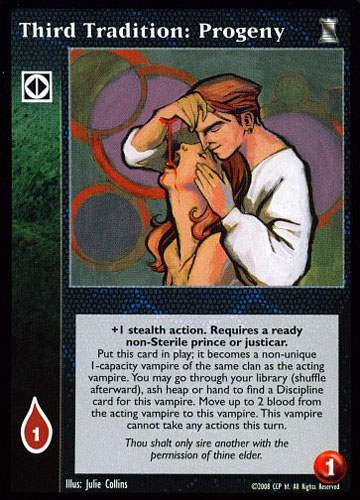 Third Tradition: Progeny
+1 stealth action. Requires a ready
non-Sterile prince or justicar.
Put this card in play; it becomes a non-unique
1-capacity vampire of the same clan as the acting
vampire. You may go through your library (shuffle
afterward), ash heap or hand to find a Discipline
card for this vampire. Move up to 2 blood from
the acting vampire to this vampire. This vampire
cannot take any actions this turn.
Thou shalt only sire another with the
permission of thine elder.
1
Illus: Julie Collins
©2008 CCP hf. All Rights Reserved
1